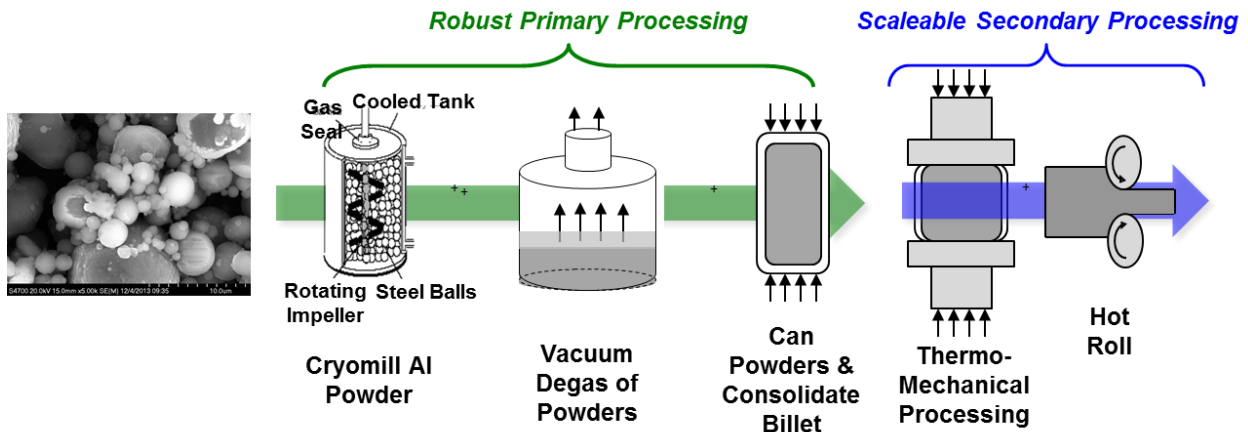 Robust Primary Processing
Scaleable Secondary Processing
Gas
Seal
Cooled Tank
Rotating
Impeller
Steel Balls
S4700 20.0kV 15.0mm x5.00k SE(M) 12/4/2013 09:35
10.0um
Cryomill Al
Powder
Vacuum
Degas of
Powders
Can
Powders &
Consolidate
Billet
Thermo-
Mechanical
Processing
Hot
Roll